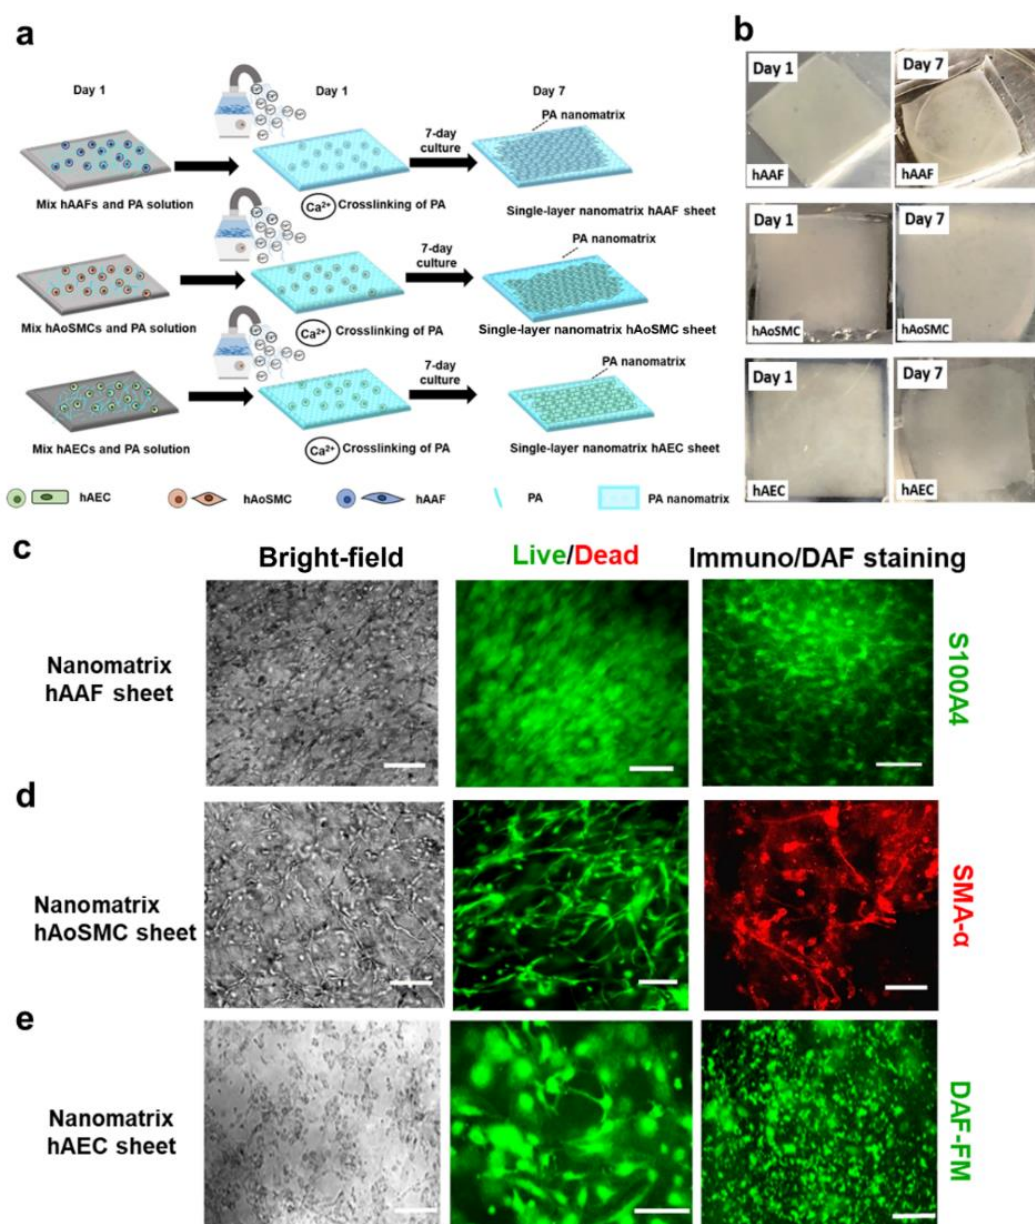 a
Day 1
Day 1
Day 7
PA nanomatrix
7-day
culture
Mix hAAFs and PA solution
Ca²⁺ Crosslinking of PA
Single-layer nanomatrix hAAF sheet
PA nanomatrix
7-day
culture
Mix hAoSMCs and PA solution
Ca²⁺ Crosslinking of PA
Single-layer nanomatrix hAoSMC sheet
PA nanomatrix
7-day
culture
Mix hAECs and PA solution
Ca²⁺ Crosslinking of PA
Single-layer nanomatrix hAEC sheet
hAEC
hAoSMC
hAAF
PA
PA nanomatrix
b
Day 1
hAAF
Day 7
hAAF
hAoSMC
hAoSMC
Day 1
hAEC
Day 7
hAEC
c
Bright-field
Live/Dead
Immuno/DAF staining
Nanomatrix
hAAF sheet
S100A4
d
Nanomatrix
hAoSMC sheet
SMA-α
e
Nanomatrix
hAEC sheet
DAF-FM